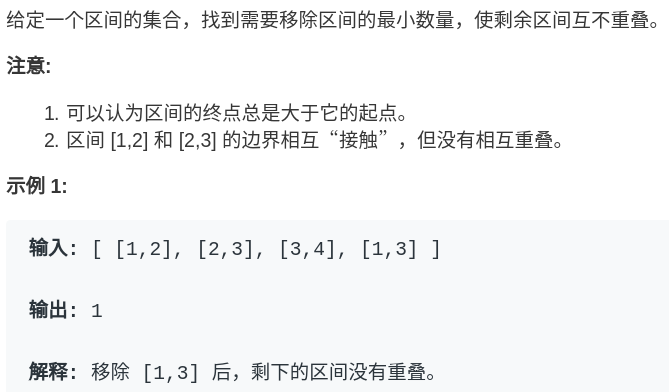 给定一个区间的集合，找到需要移除区间的最小数量，使剩余区间互不重叠。
注意:
1. 可以认为区间的终点总是大于它的起点。
2. 区间 [1,2] 和 [2,3] 的边界相互“接触”，但没有相互重叠。
示例 1:
输入: [ [1,2], [2,3], [3,4], [1,3] ]
输出: 1
解释: 移除 [1,3] 后，剩下的区间没有重叠。